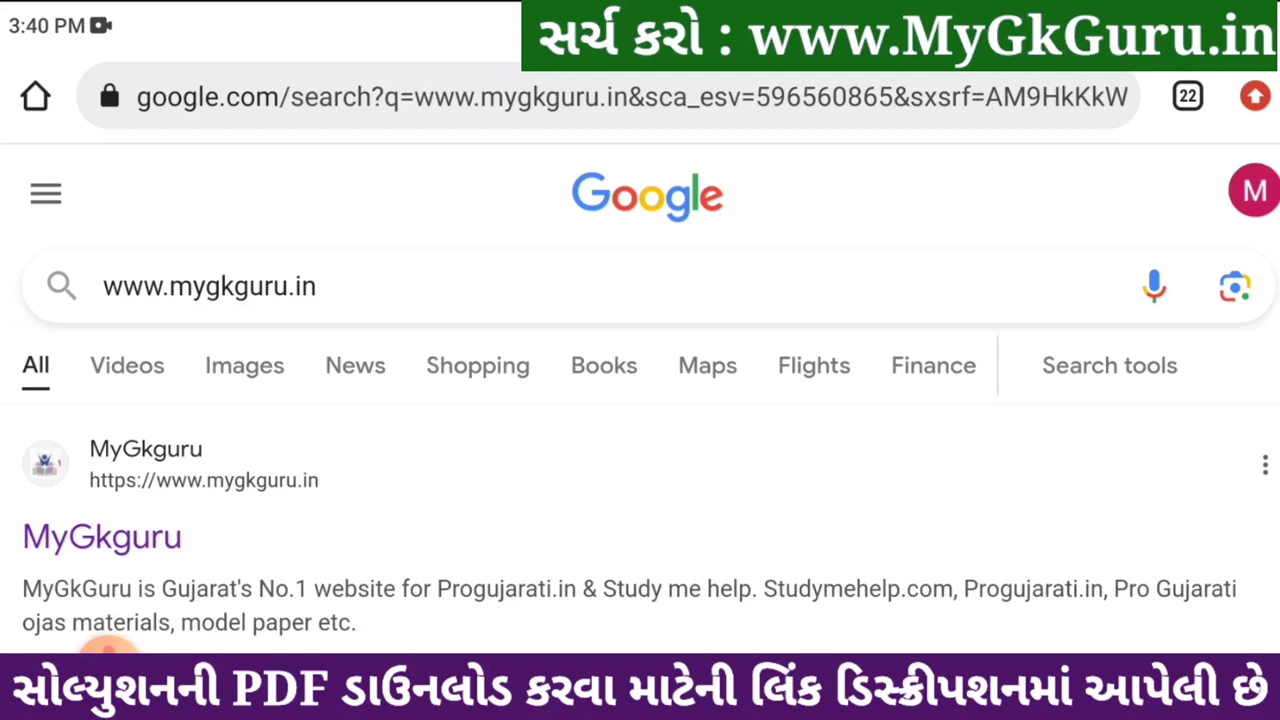 3:40 PM
સર્ચ કરો : www.MyGkGuru.in
google.com/search?q=www.mygkguru.in&sca_esv=596560865&sxsrf=AM9HkKkW
22
Google
M
www.mygkguru.in
All Videos Images News Shopping Books Maps Flights Finance Search tools
MyGkguru
https://www.mygkguru.in
MyGkguru
MyGkGuru is Gujarat's No.1 website for Progujarati.in & Study me help. Studymehelp.com, Progujarati.in, Pro Gujarati
ojas materials, model paper etc.
સોલ્યુશનની PDF ડાઉનલોડ કરવા માટેની લિંક ડિસ્ક્રીપશનમાં આપેલી છે